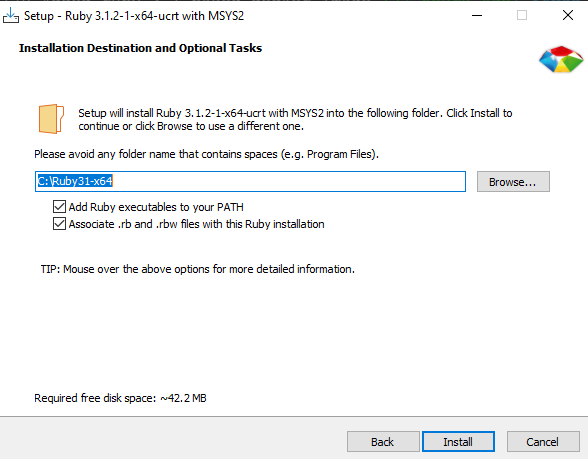 Setup - Ruby 3.1.2-1-x64-ucrt with MSYS2
Installation Destination and Optional Tasks
Setup will install Ruby 3.1.2-1-x64-ucrt with MSYS2 into the following folder. Click Install to
continue or click Browse to use a different one.
Please avoid any folder name that contains spaces (e.g. Program Files).
C:\Ruby31-x64
Browse...
Add Ruby executables to your PATH
Associate .rb and .rbw files with this Ruby installation
TIP: Mouse over the above options for more detailed information.
Required free disk space: ~42.2 MB
Back
Install
Cancel